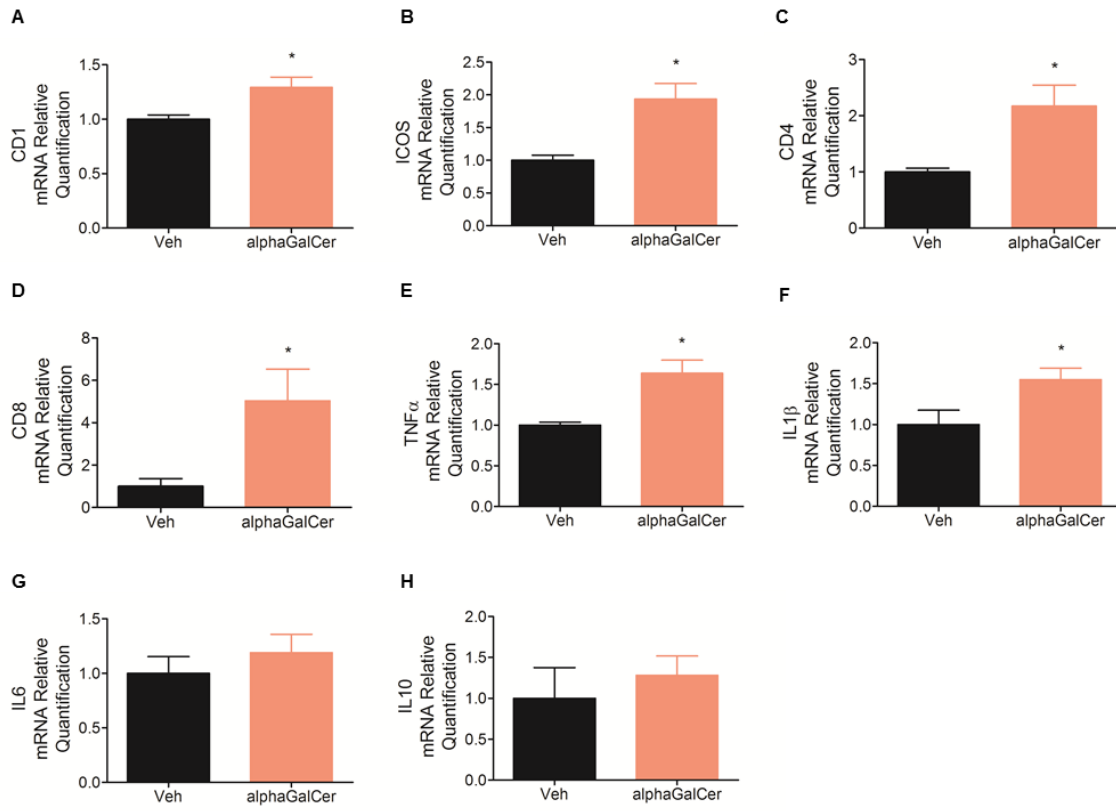 A
CD1
mRNA Relative
Quantification
1.5
1.0
0.5
0.0
*
Veh
alphaGalCer
B
ICOS
mRNA Relative
Quantification
2.5
2.0
1.5
1.0
0.5
0.0
*
Veh
alphaGalCer
C
CD4
mRNA Relative
Quantification
3
2
1
0
*
Veh
alphaGalCer
D
CD8
mRNA Relative
Quantification
8
6
4
2
0
*
Veh
alphaGalCer
E
TNFα
mRNA Relative
Quantification
2.0
1.5
1.0
0.5
0.0
*
Veh
alphaGalCer
F
IL1β
mRNA Relative
Quantification
2.0
1.5
1.0
0.5
0.0
*
Veh
alphaGalCer
G
IL6
mRNA Relative
Quantification
1.5
1.0
0.5
0.0
Veh
alphaGalCer
H
IL10
mRNA Relative
Quantification
2.0
1.5
1.0
0.5
0.0
Veh
alphaGalCer